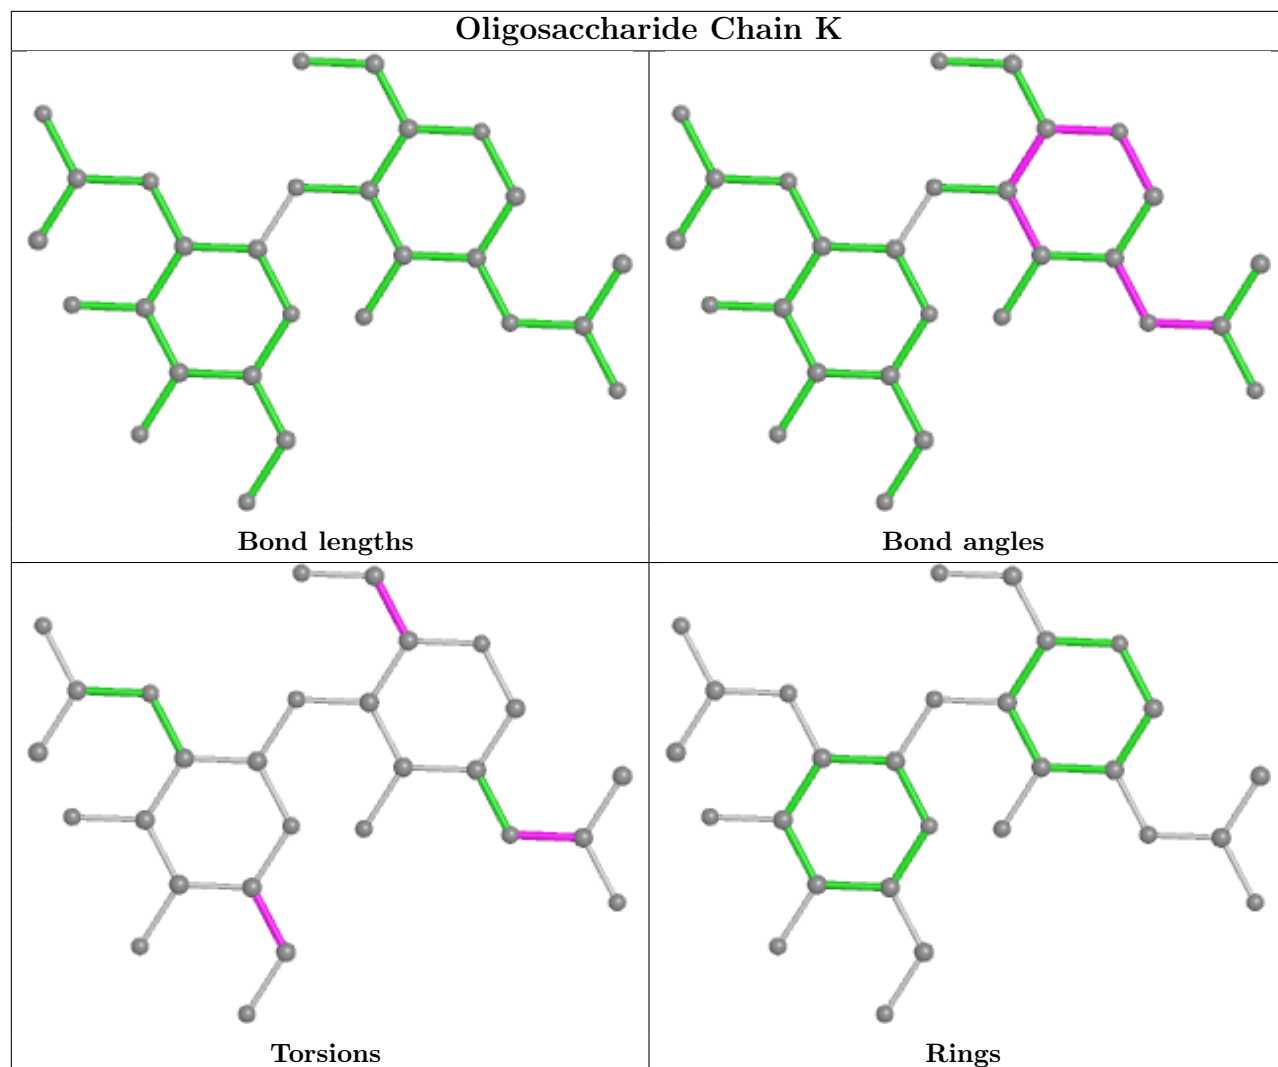 Oligosaccharide Chain K
Bond lengths
Bond angles
Torsions
Rings